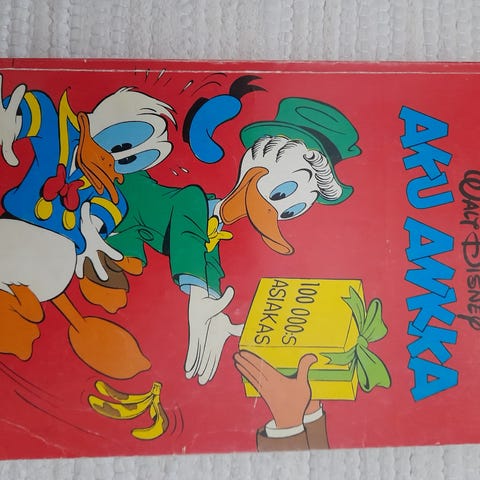 WALT DISNEY
AKU ANKKA
100 000:S
ASIAKAS